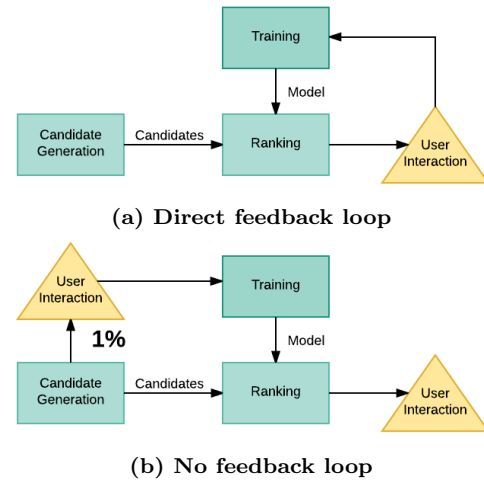 Training
Model
Candidate
Generation
Candidates
Ranking
User
Interaction
(a) Direct feedback loop
User
Interaction
Training
1%
Model
Candidate
Generation
Candidates
Ranking
User
Interaction
(b) No feedback loop